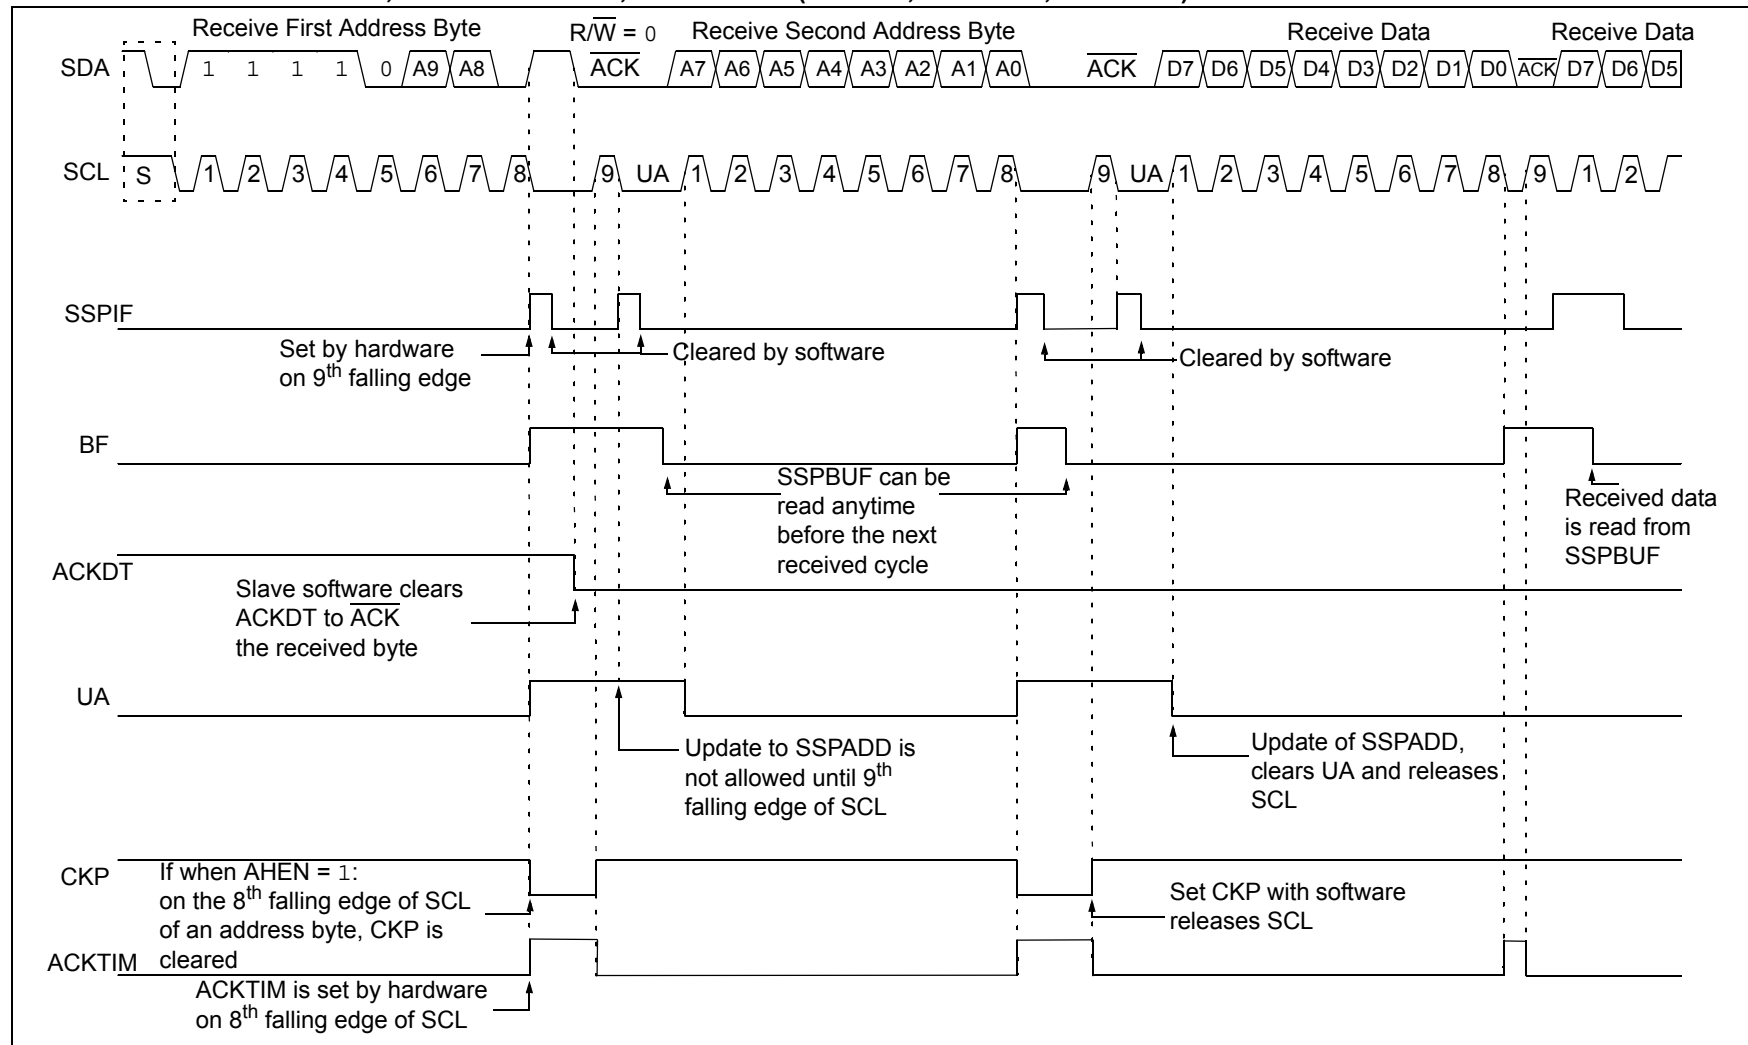 Receive First Address Byte
R/W = 0
Receive Second Address Byte
Receive Data
Receive Data
SDA
1 1 1 1 0 A9 A8
ACK
A7 A6 A5 A4 A3 A2 A1 A0
ACK
D7 D6 D5 D4 D3 D2 D1 D0
ACK
D7 D6 D5
SCL
S
1 2 3 4 5 6 7 8
9
UA
1 2 3 4 5 6 7 8
9
UA
1 2 3 4 5 6 7 8
9
1 2
SSPIF
Set by hardware
on 9th falling edge
Cleared by software
Cleared by software
BF
SSPBUF can be
read anytime
before the next
received cycle
Received data
is read from
SSPBUF
ACKDT
Slave software clears
ACKDT to ACK
the received byte
UA
Update to SSPADD is
not allowed until 9th
falling edge of SCL
Update of SSPADD,
clears UA and releases
SCL
CKP
If when AHEN = 1:
on the 8th falling edge of SCL
of an address byte, CKP is
cleared
Set CKP with software
releases SCL
ACKTIM
ACKTIM is set by hardware
on 8th falling edge of SCL